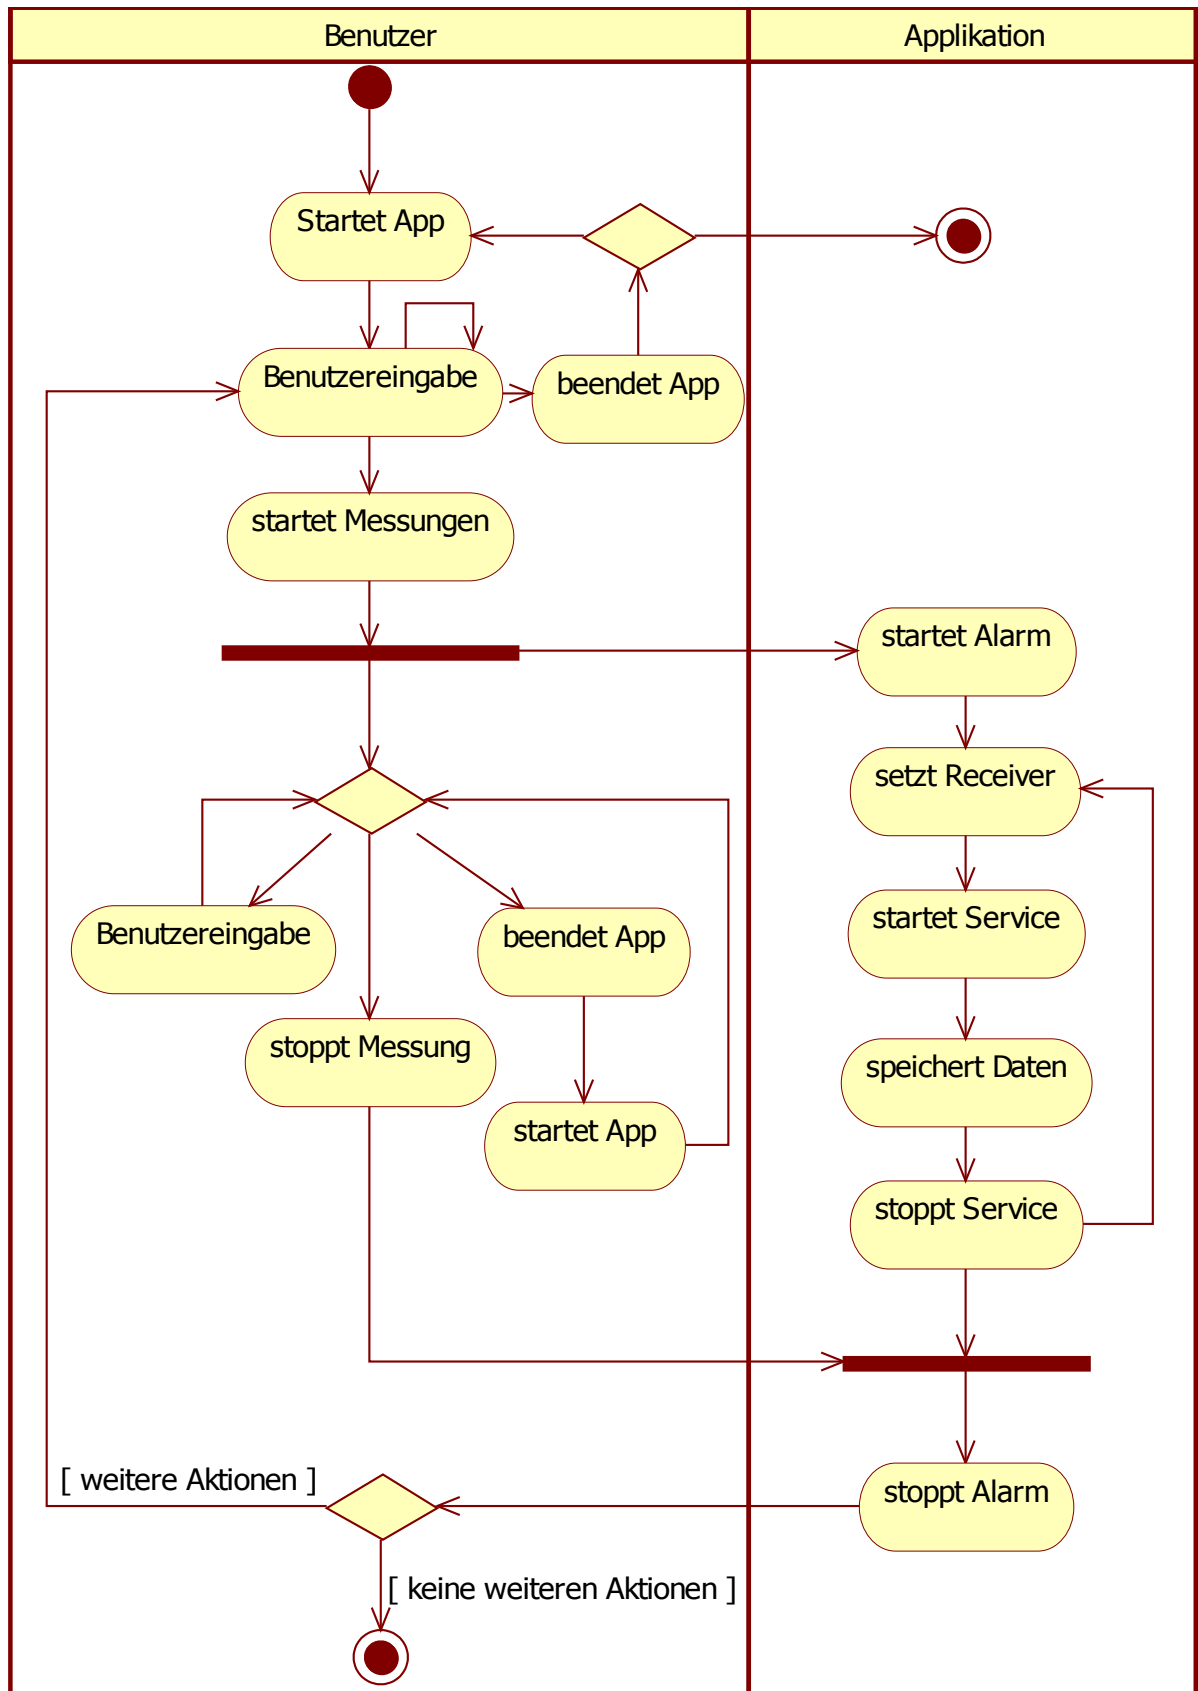 Benutzer
Applikation
Startet App
Benutzereingabe
beendet App
startet Messungen
startet Alarm
setzt Receiver
Benutzereingabe
beendet App
startet Service
stoppt Messung
speichert Daten
startet App
stoppt Service
[ weitere Aktionen ]
stoppt Alarm
[ keine weiteren Aktionen ]